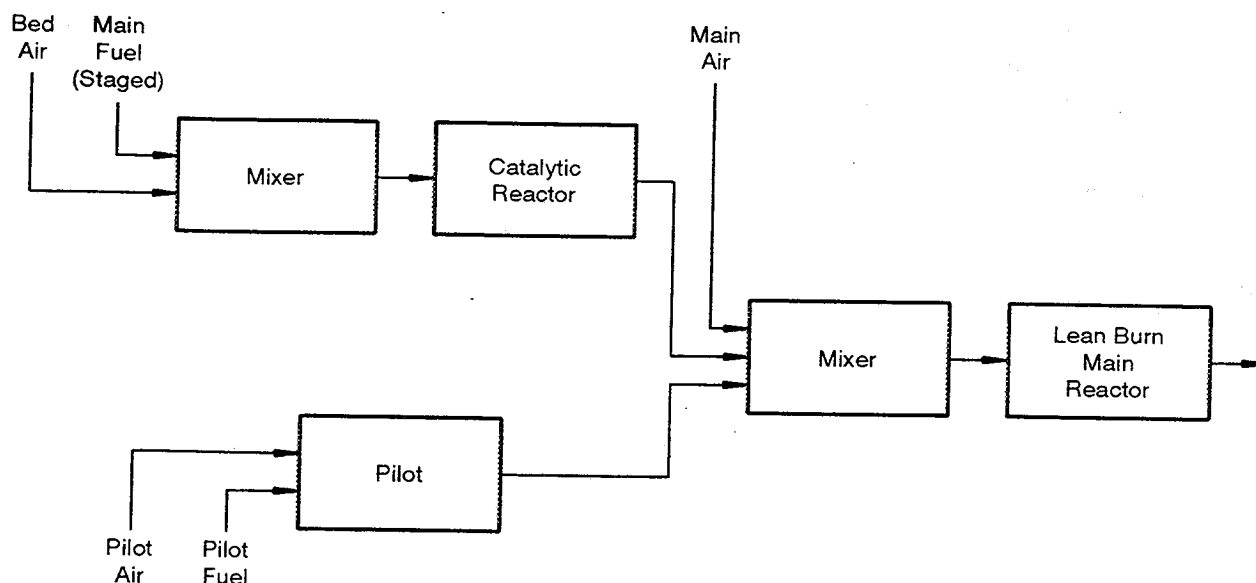 Bed
Air
Main
Fuel
(Staged)
Main
Air
Mixer
Catalytic
Reactor
Mixer
Lean Burn
Main
Reactor
Pilot
Pilot
Air
Pilot
Fuel